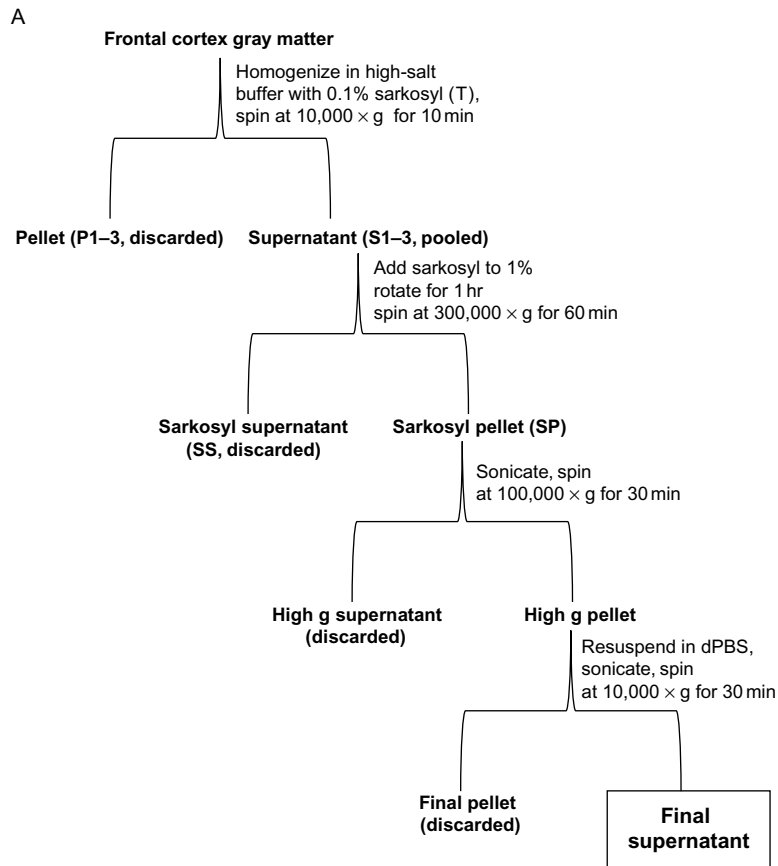 A
Frontal cortex gray matter
Homogenize in high-salt
buffer with 0.1% sarkosyl (T),
spin at 10,000 × g for 10 min
Pellet (P1–3, discarded)
Supernatant (S1–3, pooled)
Add sarkosyl to 1%
rotate for 1 hr
spin at 300,000 × g for 60 min
Sarkosyl supernatant
(SS, discarded)
Sarkosyl pellet (SP)
Sonicate, spin
at 100,000 × g for 30 min
High g supernatant
(discarded)
High g pellet
Resuspend in dPBS,
sonicate, spin
at 10,000 × g for 30 min
Final pellet
(discarded)
Final
supernatant